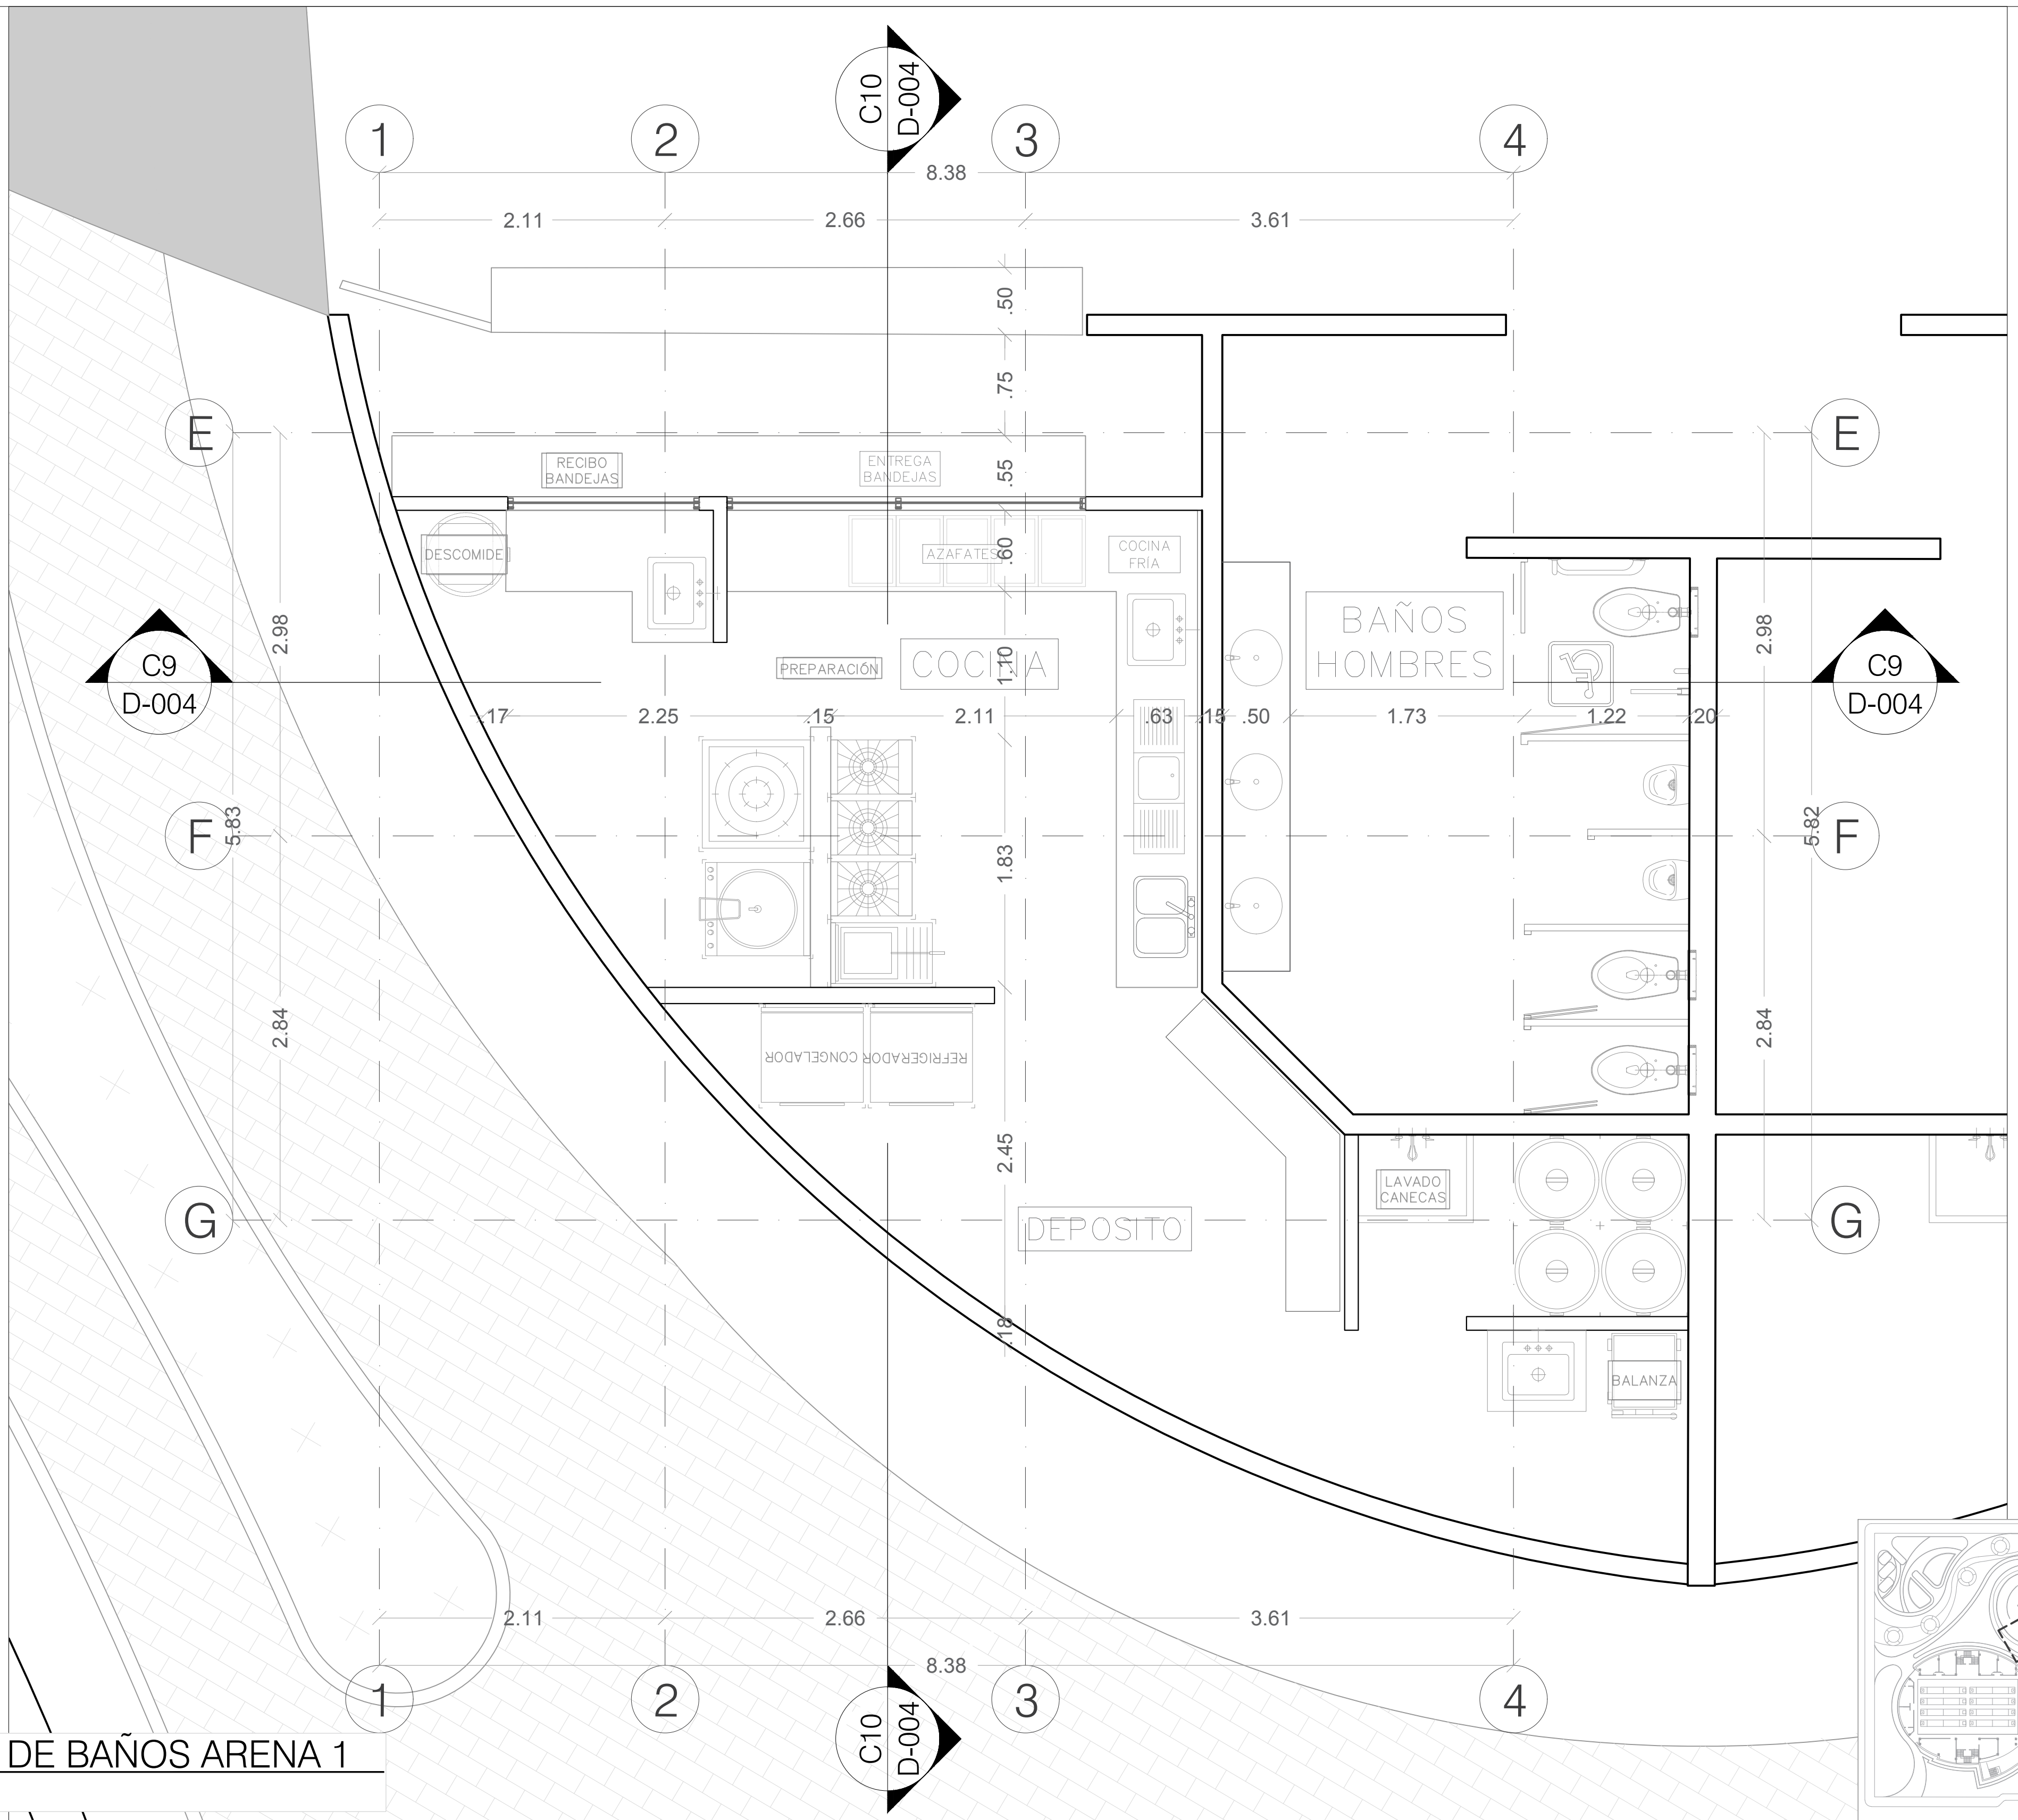 C10
D-004
1
2
3
4
8.38
2.11
2.66
3.61
.50
.75
E
E
RECIBO
BANDEJAS
ENTREGA
BANDEJAS
.55
DESCOMIDE
AZAFATES
.60
COCINA
FRÍA
BAÑOS
HOMBRES
2.98
2.98
C9
D-004
PREPARACIÓN
COCINA
1.10
C9
D-004
.17
2.25
.15
2.11
.63
.15
.50
1.73
1.22
.20
F
5.83
1.83
5.82
F
2.84
2.84
CONGELADOR
REFRIGERADOR
2.45
LAVADO
CANECAS
G
DEPOSITO
G
.18
BALANZA
2.11
2.66
3.61
8.38
1
2
3
4
C10
D-004
DE BAÑOS ARENA 1